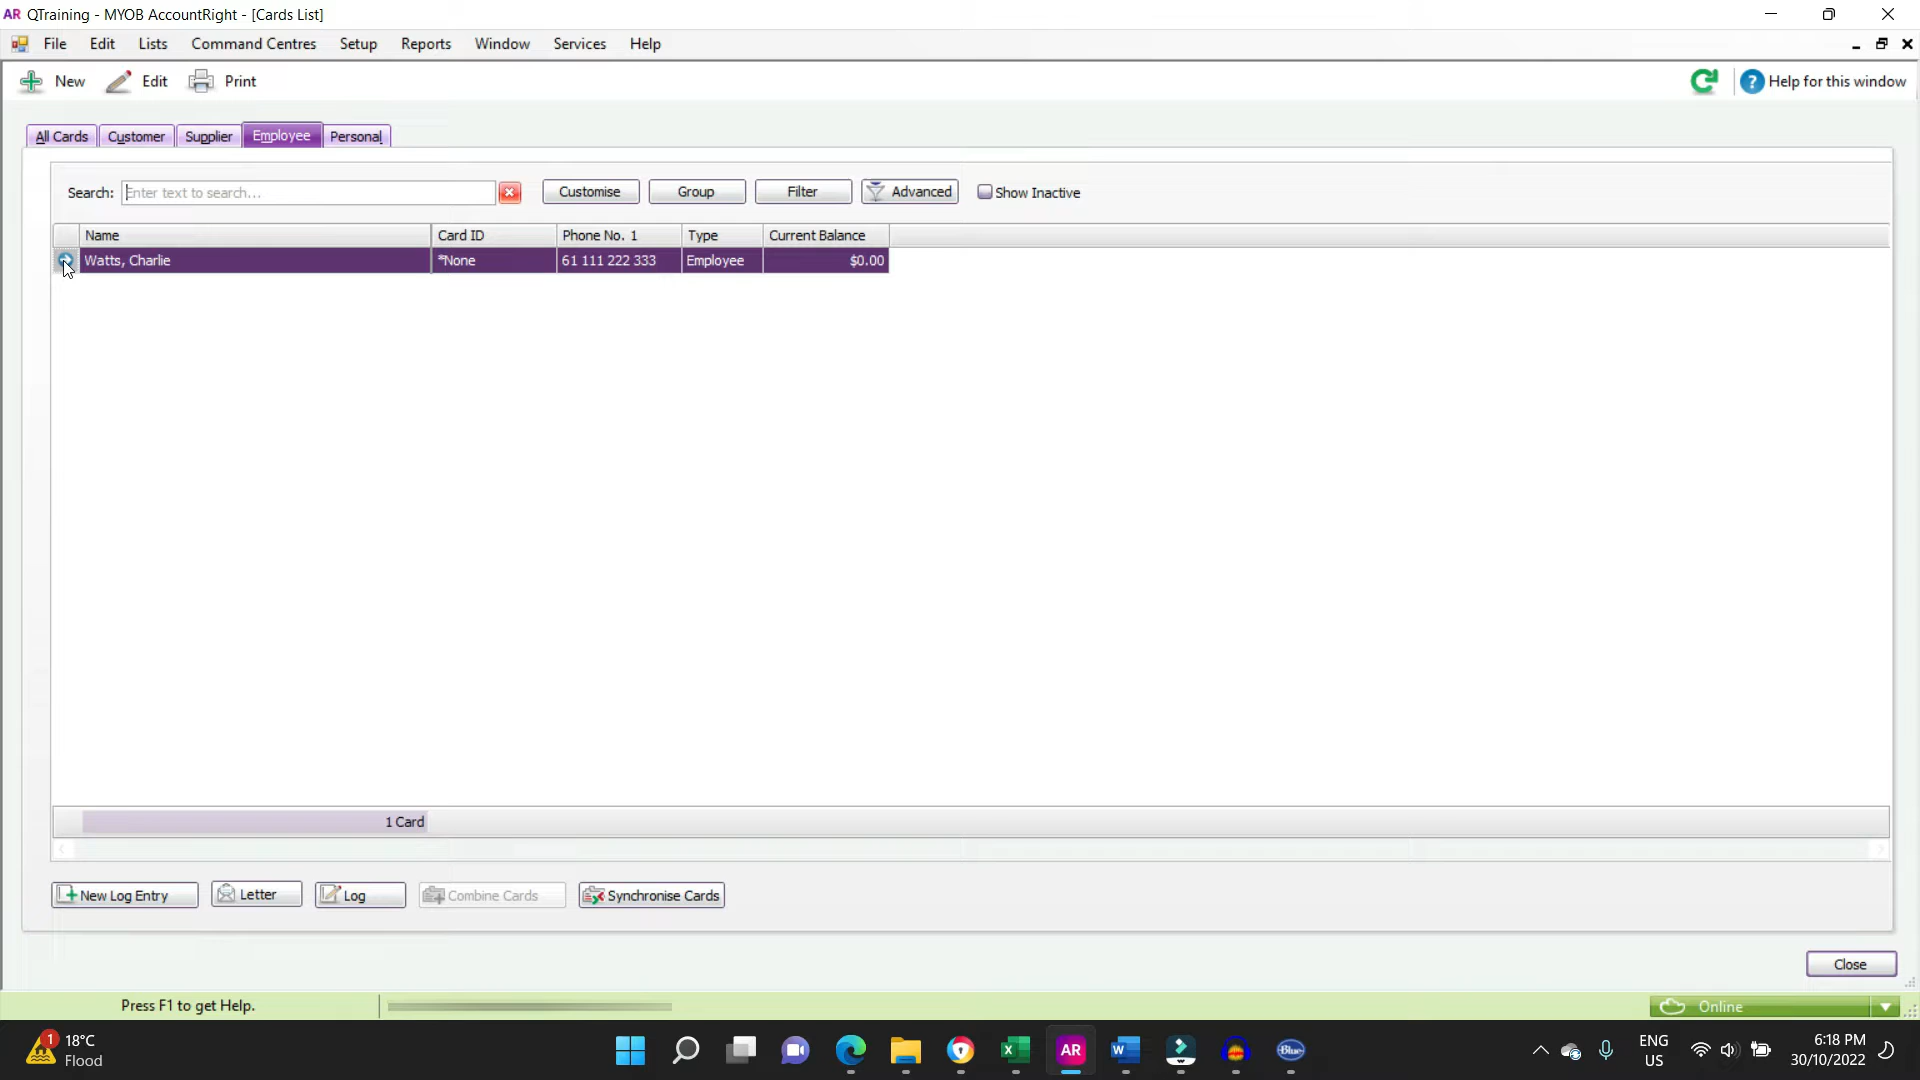 AR QTraining - MYOB AccountRight - [Cards List]
File Edit Lists Command Centres Setup Reports Window Services Help
New Edit Print ? Help for this window
All Cards Customer Supplier Employee Personal
Search: Enter text to search... Customise Group Filter Advanced Show Inactive
Name Card ID Phone No. 1 Type Current Balance
Watts, Charlie *None 61 111 222 333 Employee $0.00
1 Card
New Log Entry Letter Log Combine Cards Synchronise Cards
Close
Press F1 to get Help. Online
1 18°C
Flood
AR
Blue
ENG
US
6:18 PM
30/10/2022